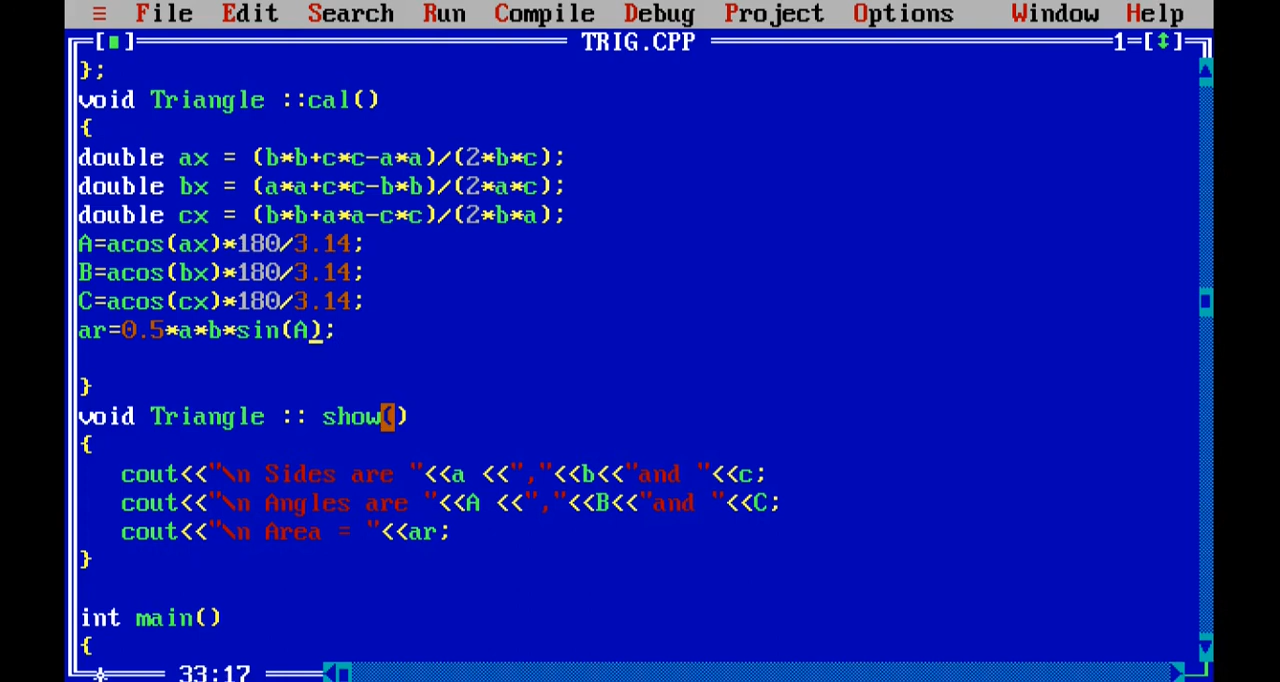 ≡ File Edit Search Run Compile Debug Project Options Window Help
[■] TRIG.CPP 1=[↕]
};
void Triangle ::cal()
{
double ax = (b*b+c*c-a*a)/(2*b*c);
double bx = (a*a+c*c-b*b)/(2*a*c);
double cx = (b*b+a*a-c*c)/(2*b*a);
A=acos(ax)*180/3.14;
B=acos(bx)*180/3.14;
C=acos(cx)*180/3.14;
ar=0.5*a*b*sin(A);
}
void Triangle :: show()
{
cout<<"\n Sides are "<<a <<","<<b<<"and "<<c;
cout<<"\n Angles are "<<A <<","<<B<<"and "<<C;
cout<<"\n Area = "<<ar;
}
int main()
{
33:17